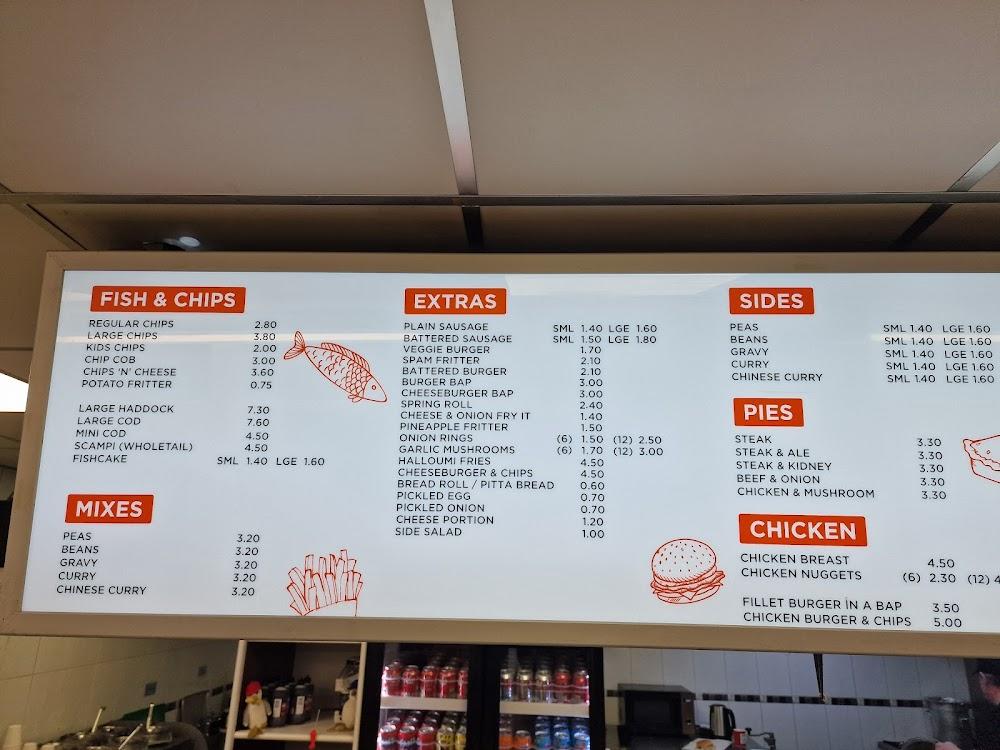 FISH & CHIPS
REGULAR CHIPS 2.80
LARGE CHIPS 3.80
KIDS CHIPS 2.00
CHIP COB 3.00
CHIPS 'N' CHEESE 3.60
POTATO FRITTER 0.75
LARGE HADDOCK 7.30
LARGE COD 7.60
MINI COD 4.50
SCAMPI (WHOLETAIL) 4.50
FISHCAKE SML 1.40 LGE 1.60
MIXES
PEAS 3.20
BEANS 3.20
GRAVY 3.20
CURRY 3.20
CHINESE CURRY 3.20
EXTRAS
PLAIN SAUSAGE SML 1.40 LGE 1.60
BATTERED SAUSAGE SML 1.50 LGE 1.80
VEGGIE BURGER 1.70
SPAM FRITTER 2.10
BATTERED BURGER 2.10
BURGER BAP 3.00
CHEESEBURGER BAP 3.00
SPRING ROLL 2.40
CHEESE & ONION FRY IT 1.40
PINEAPPLE FRITTER 1.50
ONION RINGS (6) 1.50 (12) 2.50
GARLIC MUSHROOMS (6) 1.70 (12) 3.00
HALLOUMI FRIES 4.50
CHEESEBURGER & CHIPS 4.50
BREAD ROLL / PITTA BREAD 0.60
PICKLED EGG 0.70
PICKLED ONION 0.70
CHEESE PORTION 1.20
SIDE SALAD 1.00
SIDES
PEAS SML 1.40 LGE 1.60
BEANS SML 1.40 LGE 1.60
GRAVY SML 1.40 LGE 1.60
CURRY SML 1.40 LGE 1.60
CHINESE CURRY SML 1.40 LGE 1.60
PIES
STEAK 3.30
STEAK & ALE 3.30
STEAK & KIDNEY 3.30
BEEF & ONION 3.30
CHICKEN & MUSHROOM 3.30
CHICKEN
CHICKEN BREAST 4.50
CHICKEN NUGGETS (6) 2.30 (12) 4
FILLET BURGER IN A BAP 3.50
CHICKEN BURGER & CHIPS 5.00